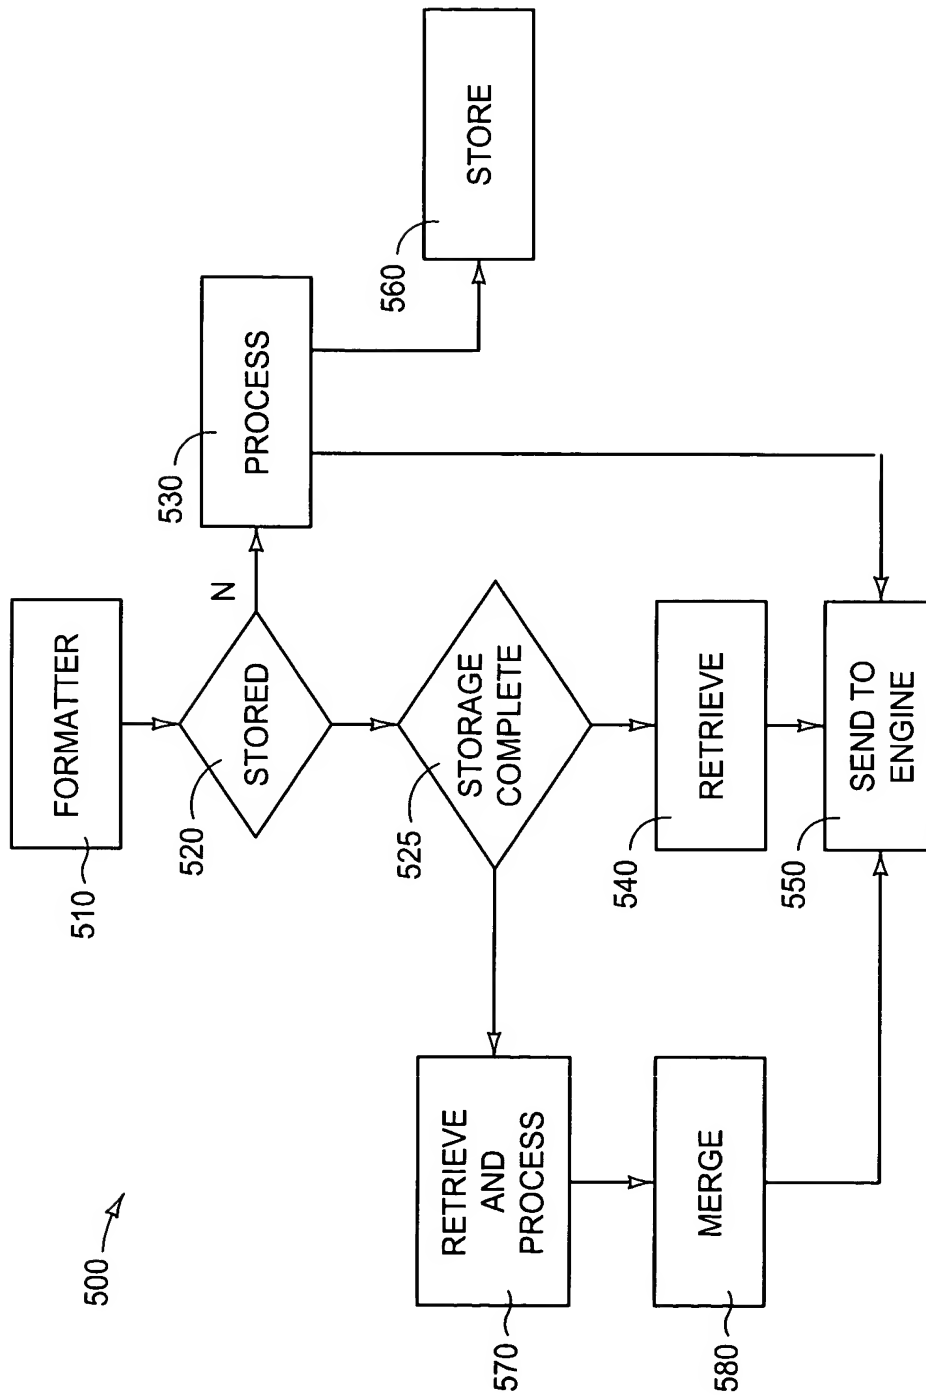 500
510
FORMATTER
520
STORED
N
530
PROCESS
560
STORE
525
STORAGE
COMPLETE
570
RETRIEVE
AND
PROCESS
540
RETRIEVE
580
MERGE
550
SEND TO
ENGINE